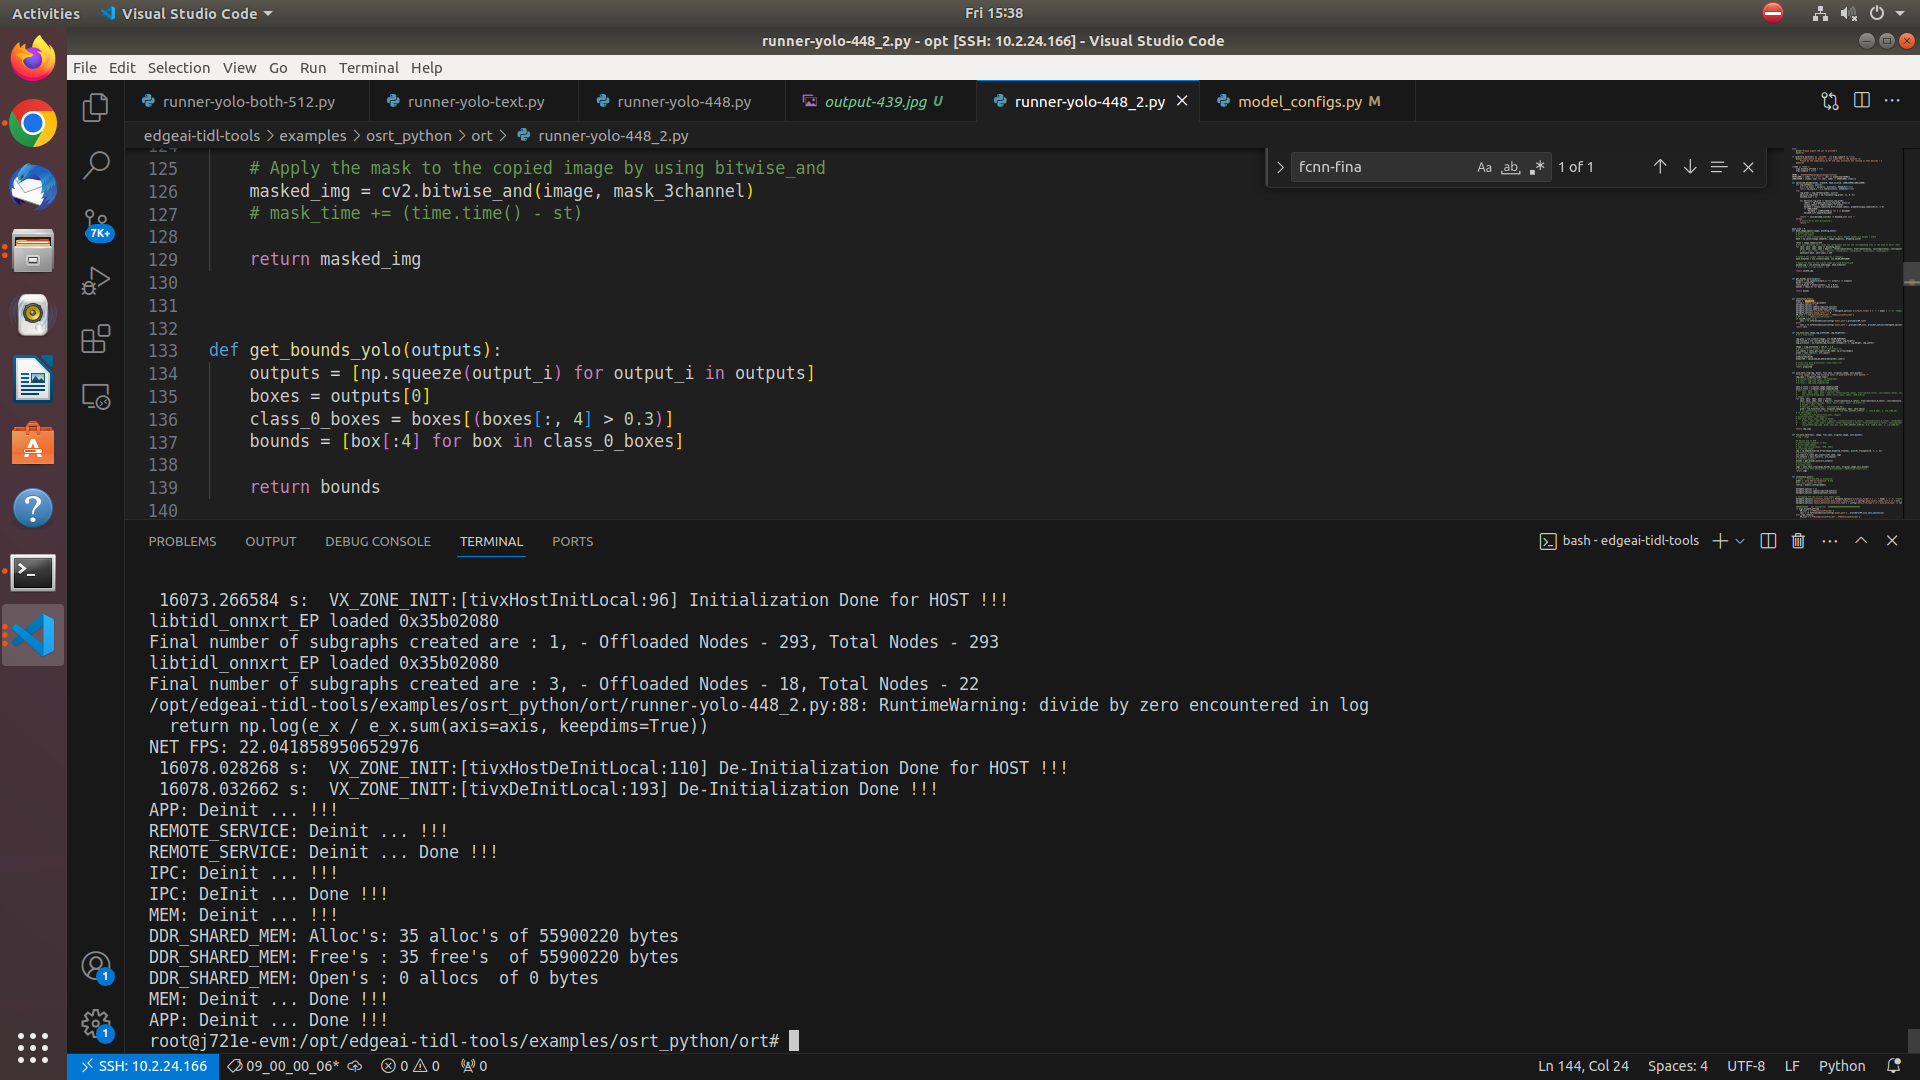 Activities
Visual Studio Code
Fri 15:38
runner-yolo-448_2.py - opt [SSH: 10.2.24.166] - Visual Studio Code
File Edit Selection View Go Run Terminal Help
runner-yolo-both-512.py
runner-yolo-text.py
runner-yolo-448.py
output-439.jpg U
runner-yolo-448_2.py
model_configs.py M
edgeai-tidl-tools > examples > osrt_python > ort > runner-yolo-448_2.py
fcnn-fina
Aa ab 1 of 1
7K+
125 # Apply the mask to the copied image by using bitwise_and
126 masked_img = cv2.bitwise_and(image, mask_3channel)
127 # mask_time += (time.time() - st)
128
129 return masked_img
130
131
132
133 def get_bounds_yolo(outputs):
134 outputs = [np.squeeze(output_i) for output_i in outputs]
135 boxes = outputs[0]
136 class_0_boxes = boxes[(boxes[:, 4] > 0.3)]
137 bounds = [box[:4] for box in class_0_boxes]
138
139 return bounds
140
PROBLEMS OUTPUT DEBUG CONSOLE TERMINAL PORTS
bash - edgeai-tidl-tools
16073.266584 s:  VX_ZONE_INIT:[tivxHostInitLocal:96] Initialization Done for HOST !!!
libtidl_onnxrt_EP loaded 0x35b02080
Final number of subgraphs created are : 1, - Offloaded Nodes - 293, Total Nodes - 293
libtidl_onnxrt_EP loaded 0x35b02080
Final number of subgraphs created are : 3, - Offloaded Nodes - 18, Total Nodes - 22
/opt/edgeai-tidl-tools/examples/osrt_python/ort/runner-yolo-448_2.py:88: RuntimeWarning: divide by zero encountered in log
return np.log(e_x / e_x.sum(axis=axis, keepdims=True))
NET FPS: 22.041858950652976
16078.028268 s:  VX_ZONE_INIT:[tivxHostDeInitLocal:110] De-Initialization Done for HOST !!!
16078.032662 s:  VX_ZONE_INIT:[tivxDeInitLocal:193] De-Initialization Done !!!
APP: Deinit ... !!!
REMOTE_SERVICE: Deinit ... !!!
REMOTE_SERVICE: Deinit ... Done !!!
IPC: Deinit ... !!!
IPC: DeInit ... Done !!!
MEM: Deinit ... !!!
DDR_SHARED_MEM: Alloc's: 35 alloc's of 55900220 bytes
DDR_SHARED_MEM: Free's : 35 free's  of 55900220 bytes
DDR_SHARED_MEM: Open's : 0 allocs  of 0 bytes
MEM: Deinit ... Done !!!
APP: Deinit ... Done !!!
root@j721e-evm:/opt/edgeai-tidl-tools/examples/osrt_python/ort#
1
1
SSH: 10.2.24.166 09_00_00_06* 0 0 0
Ln 144, Col 24 Spaces: 4 UTF-8 LF Python